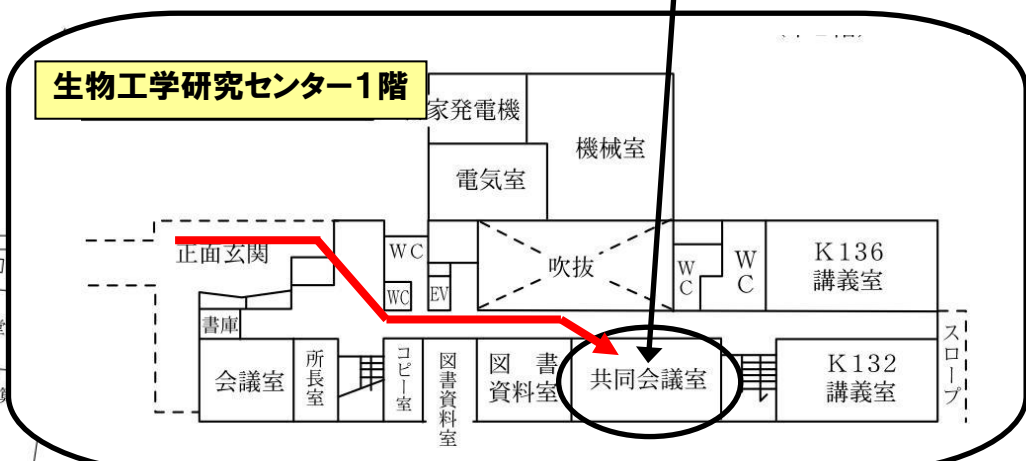 生物工学研究センター1階
家発電機
機械室
電気室
正面玄関
WC
WC
EV
吹抜
WC
WC
K136
講義室
書庫
会議室
所長室
コピー室
図書資料室
図書
資料室
共同会議室
K132
講義室
スロープ